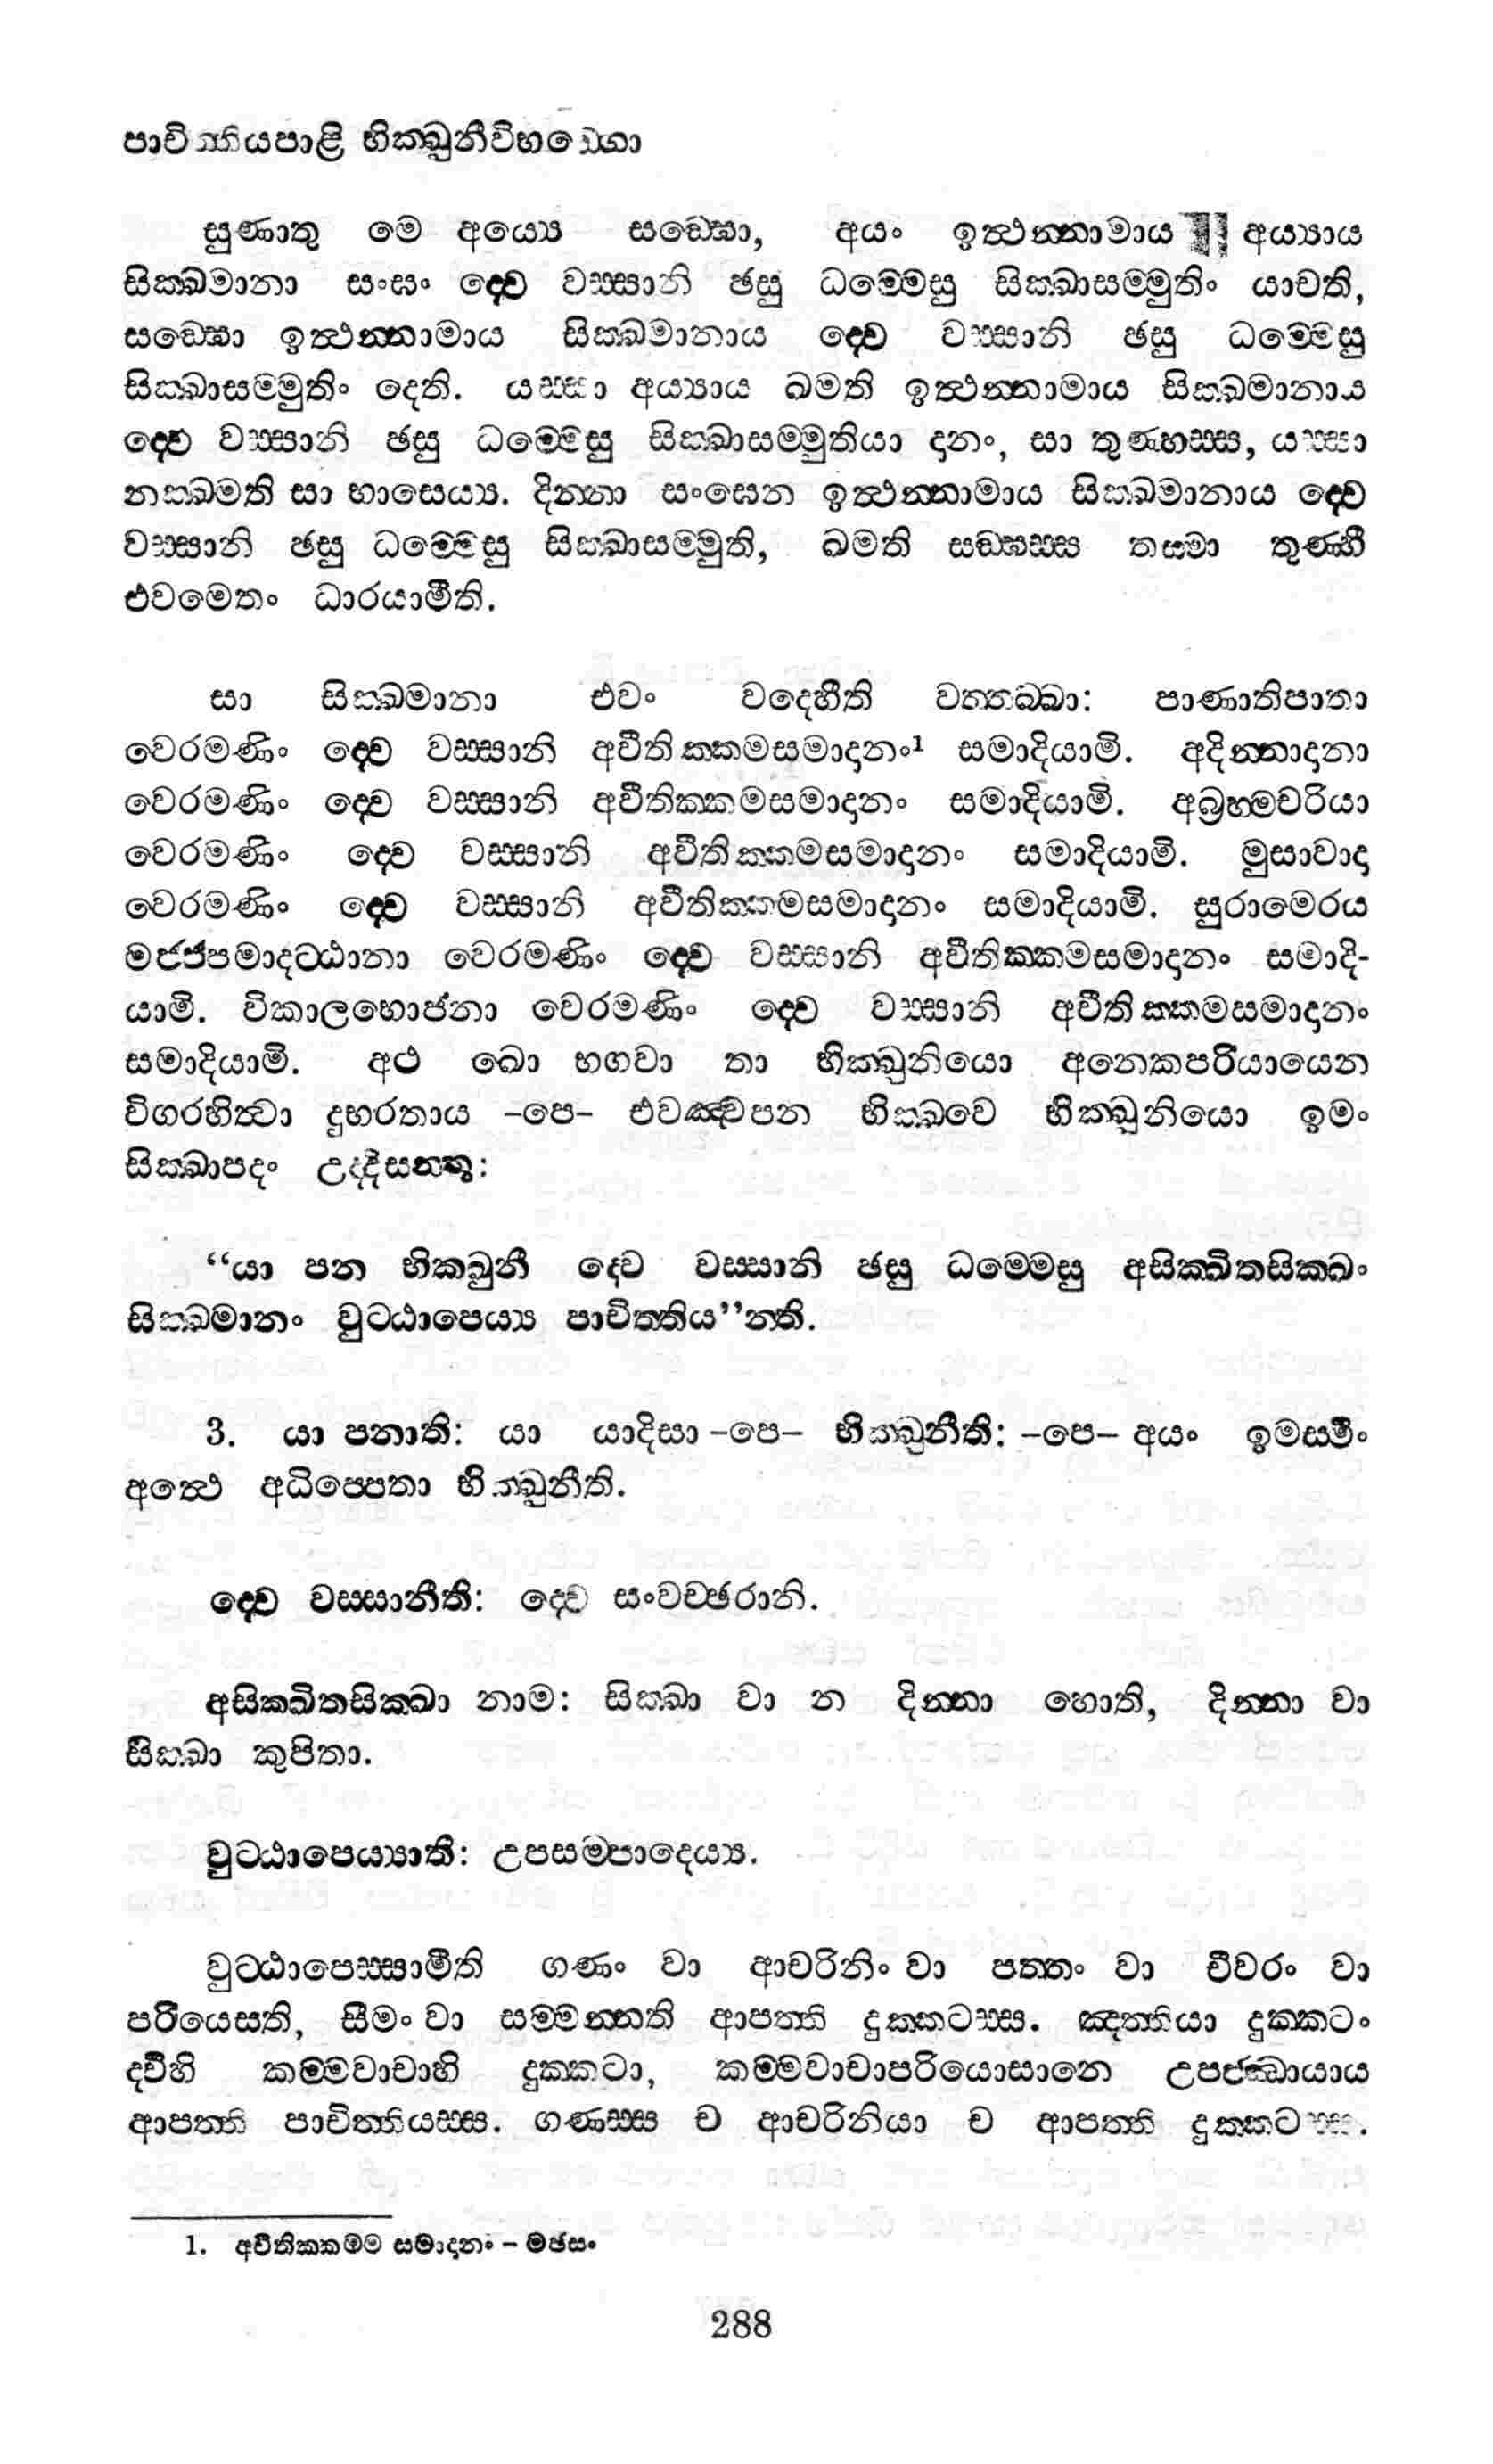 පාචිත්තියපාළි භික්ඛුනීවිභඞ්ගො
සුණාතු මෙ අය්‍යෙ සඞ්ඝො, අයං ඉත්ථන්නාමාය අය්‍යාය
සික්ඛමානා සංඝං ද්වෙ වස්සානි ඡසු ධම්මෙසු සික්ඛාසම්මුතිං යාචති,
සඞ්ඝො ඉත්ථන්නාමාය සික්ඛමානාය ද්වෙ වස්සානි ඡසු ධම්මෙසු
සික්ඛාසම්මුතිං දෙති. යස්සා අය්‍යාය ඛමති ඉත්ථන්නාමාය සික්ඛමානාය
ද්වෙ වස්සානි ඡසු ධම්මෙසු සික්ඛාසම්මුතියා දානං, සා තුණ්හස්ස, යස්සා
නක්ඛමති සා භාසෙය්‍ය. දින්නා සංඝෙන ඉත්ථන්නාමාය සික්ඛමානාය ද්වෙ
වස්සානි ඡසු ධම්මෙසු සික්ඛාසම්මුති, ඛමති සඞ්ඝස්ස තස්මා තුණ්හී
එවමෙතං ධාරයාමීති.
සා සික්ඛමානා එවං වදෙහීති වත්තබ්බා: පාණාතිපාතා
වෙරමණිං ද්වෙ වස්සානි අවීතික්කමසමාදානං¹ සමාදියාමි. අදින්නාදානා
වෙරමණිං ද්වෙ වස්සානි අවීතික්කමසමාදානං සමාදියාමි. අබ්‍රහ්මචරියා
වෙරමණිං ද්වෙ වස්සානි අවීතික්කමසමාදානං සමාදියාමි. මුසාවාදා
වෙරමණිං ද්වෙ වස්සානි අවීතික්කමසමාදානං සමාදියාමි. සුරාමෙරය
මජ්ජපමාදට්ඨානා වෙරමණිං ද්වෙ වස්සානි අවීතික්කමසමාදානං සමාදි-
යාමි. විකාලභොජනා වෙරමණිං ද්වෙ වස්සානි අවීතික්කමසමාදානං
සමාදියාමි. අථ ඛො භගවා තා භික්ඛුනියො අනෙකපරියායෙන
විගරහිත්වා දුභරතාය -පෙ- එවඤ්චපන භික්ඛවෙ භික්ඛුනියො ඉමං
සික්ඛාපදං උද්දිසන්තු:
“යා පන භික්ඛුනී ද්වෙ වස්සානි ඡසු ධම්මෙසු අසික්ඛිතසික්ඛං
සික්ඛමානං වුට්ඨාපෙය්‍ය පාචිත්තිය”න්ති.
3. යා පනාති: යා යාදිසා -පෙ- භික්ඛුනීති: -පෙ- අයං ඉමස්මිං
අත්ථෙ අධිප්පෙතා භික්ඛුනීති.
ද්වෙ වස්සානීති: ද්වෙ සංවච්ඡරානි.
අසික්ඛිතසික්ඛා නාම: සික්ඛා වා න දින්නා හොති, දින්නා වා
සික්ඛා කුපිතා.
වුට්ඨාපෙය්‍යාති: උපසම්පාදෙය්‍ය.
වුට්ඨාපෙස්සාමීති ගණං වා ආචරිනිං වා පත්තං වා චීවරං වා
පරියෙසති, සීමං වා සම්මන්නති ආපත්ති දුක්කටස්ස. ඤත්තියා දුක්කටං
ද්වීහි කම්මවාචාහි දුක්කටා, කම්මවාචාපරියොසානෙ උපජ්ඣායාය
ආපත්ති පාචිත්තියස්ස. ගණස්ස ච ආචරිනියා ච ආපත්ති දුක්කටස්ස.
1. අවීතික්කමම සමාදානං - මඡසං
288